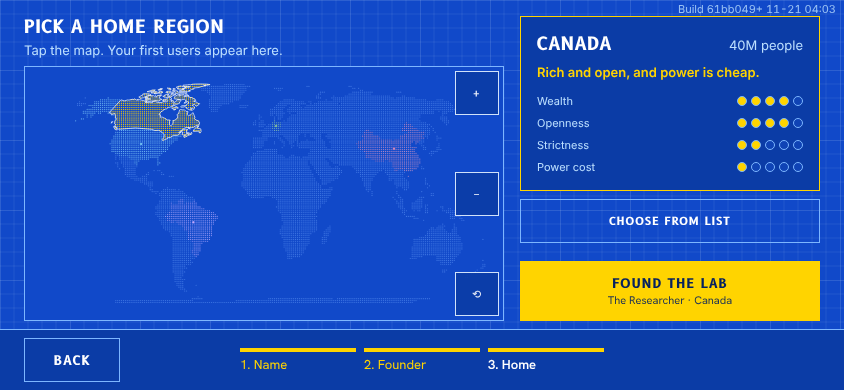 Build 61bb049+ 11-21 04:03
PICK A HOME REGION
Tap the map. Your first users appear here.
+
−
⟲
CANADA
40M people
Rich and open, and power is cheap.
Wealth
Openness
Strictness
Power cost
CHOOSE FROM LIST
FOUND THE LAB
The Researcher · Canada
BACK
1. Name
2. Founder
3. Home